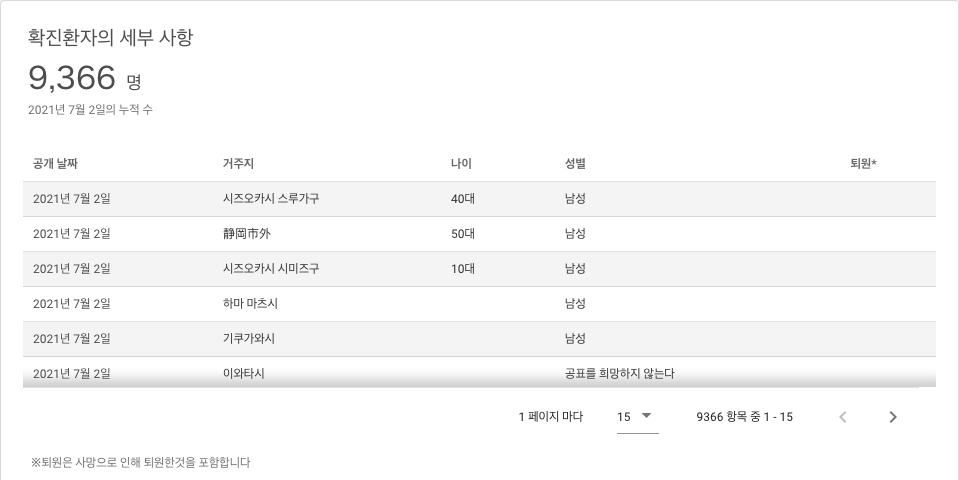 확진환자의 세부 사항
9,366 명
2021년 7월 2일의 누적 수
공개 날짜 거주지 나이 성별 퇴원*
2021년 7월 2일 시즈오카시 스루가구 40대 남성
2021년 7월 2일 静岡市外 50대 남성
2021년 7월 2일 시즈오카시 시미즈구 10대 남성
2021년 7월 2일 하마 마츠시 남성
2021년 7월 2일 기쿠가와시 남성
2021년 7월 2일 이와타시 공표를 희망하지 않는다
1 페이지 마다 15 9366 항목 중 1 - 15
※퇴원은 사망으로 인해 퇴원한것을 포함합니다